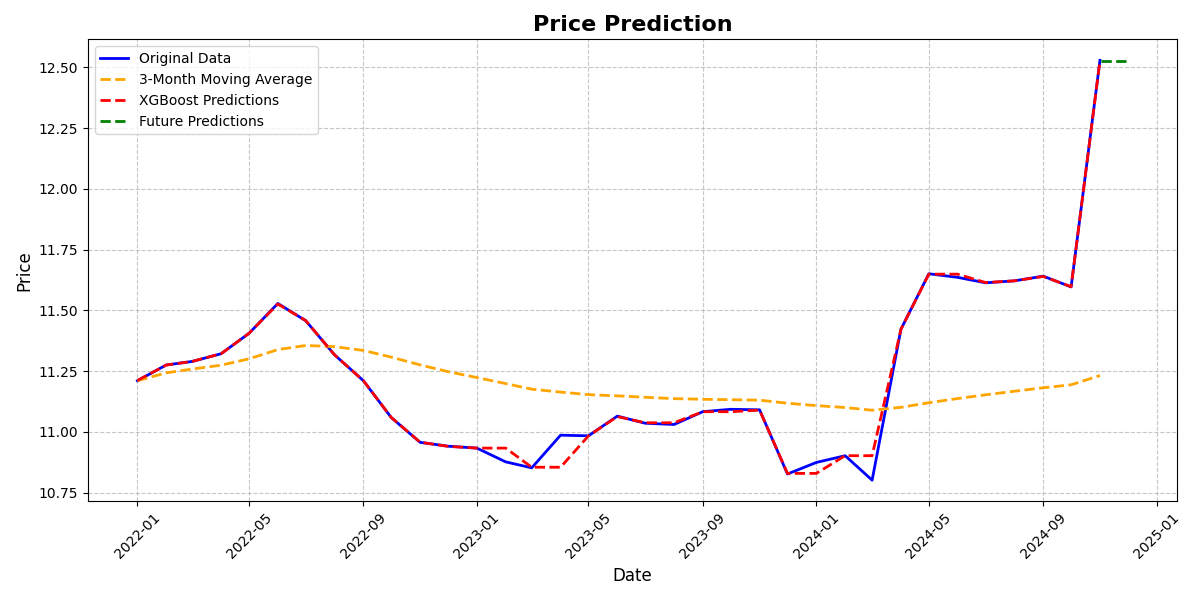 Price Prediction
Original Data
3-Month Moving Average
XGBoost Predictions
Future Predictions
Price
12.50
12.25
12.00
11.75
11.50
11.25
11.00
10.75
2022-01
2022-05
2022-09
2023-01
2023-05
2023-09
2024-01
2024-05
2024-09
2025-01
Date